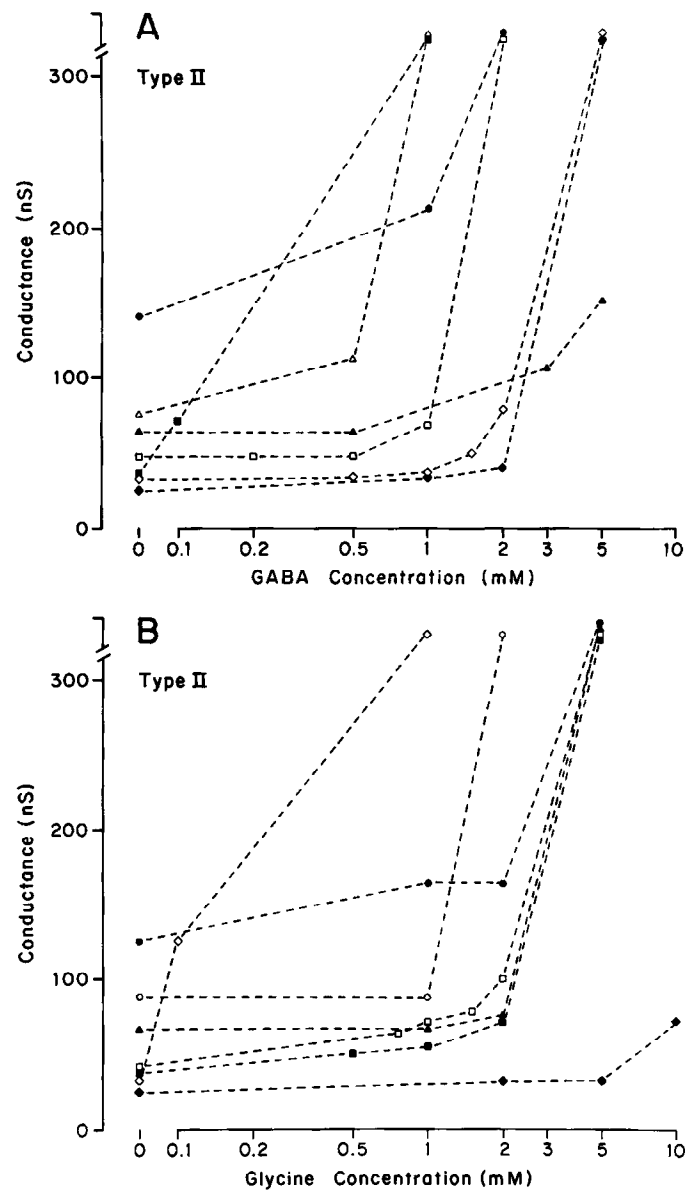 A
Type II
300
200
100
0
Conductance (nS)
0 0.1 0.2 0.5 1 2 3 5 10
GABA Concentration (mM)
B
Type II
300
200
100
0
Conductance (nS)
0 0.1 0.2 0.5 1 2 3 5 10
Glycine Concentration (mM)